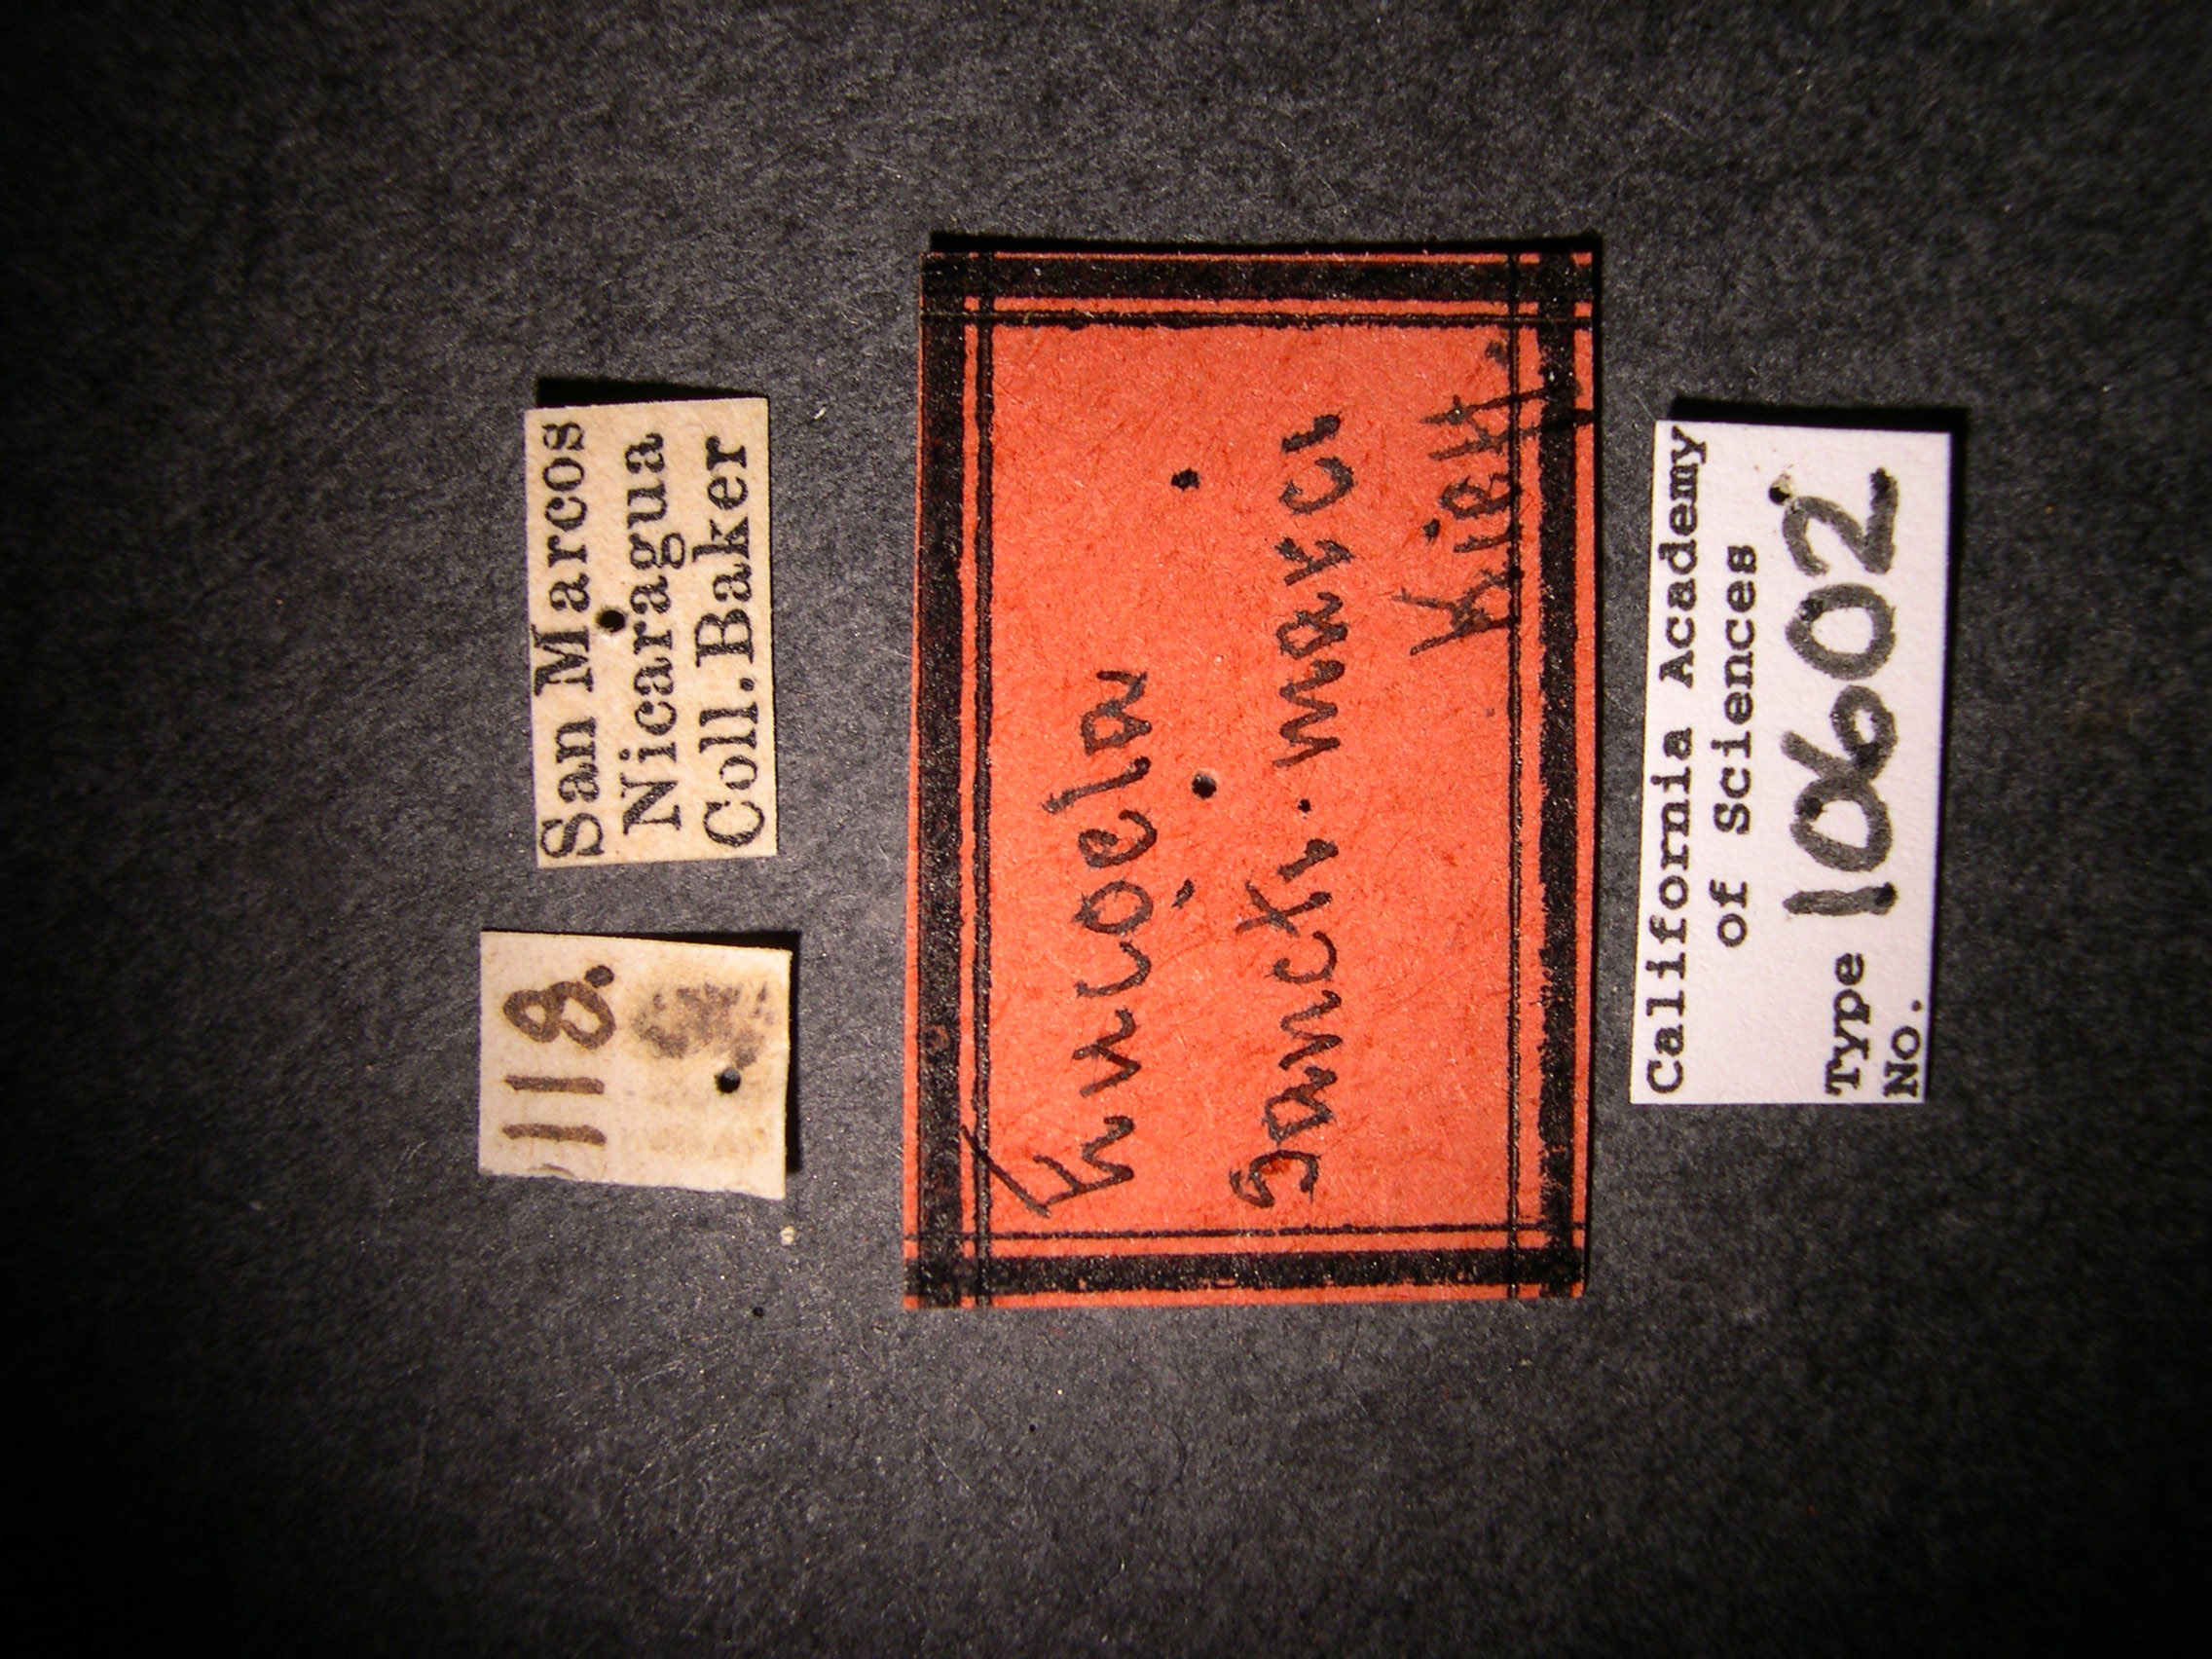 118.
San Marcos
Nicaragua
Coll. Baker
Eucoela
Sancti-marci
Kieff.
California Academy
of Sciences
Type
No. 10602